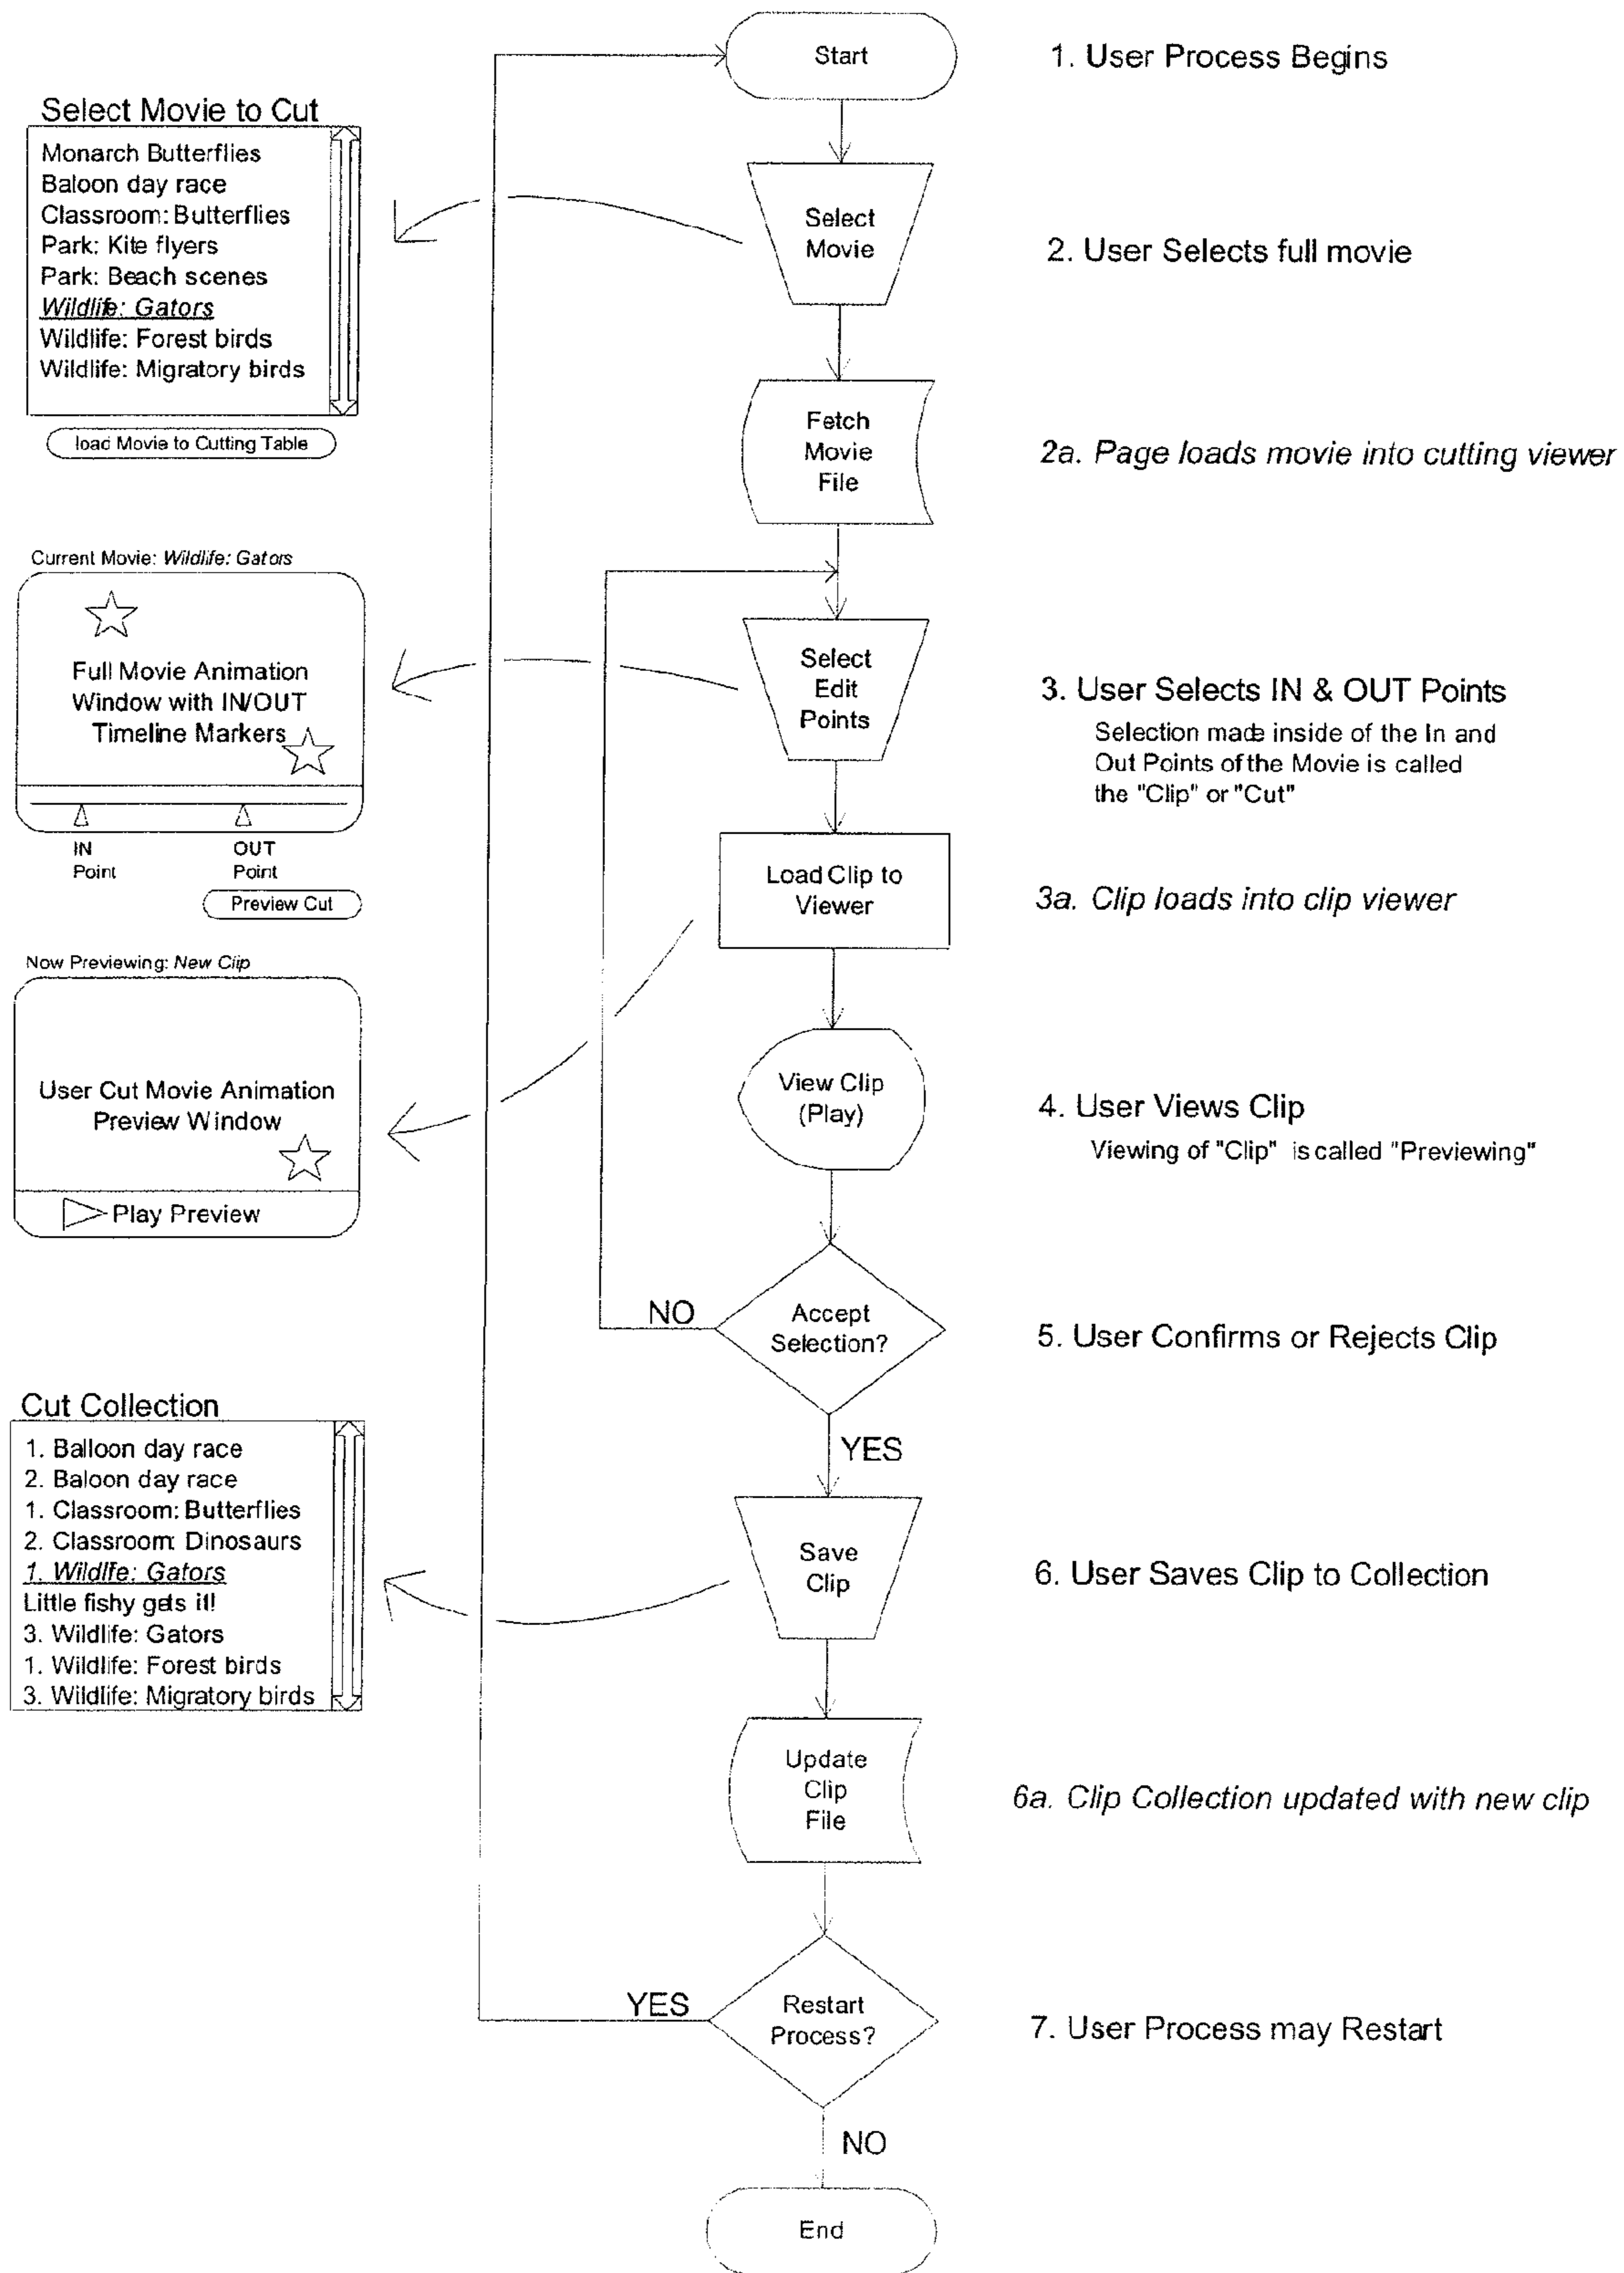 Start
1. User Process Begins
Select Movie to Cut
Monarch Butterflies
Baloon day race
Classroom: Butterflies
Park: Kite flyers
Park: Beach scenes
Wildlife: Gators
Wildlife: Forest birds
Wildlife: Migratory birds
load Movie to Cutting Table
Select
Movie
2. User Selects full movie
Fetch
Movie
File
2a. Page loads movie into cutting viewer
Current Movie: Wildlife: Gators
Full Movie Animation
Window with IN/OUT
Timeline Markers
IN
Point
OUT
Point
Preview Cut
Select
Edit
Points
3. User Selects IN & OUT Points
Selection made inside of the In and
Out Points of the Movie is called
the "Clip" or "Cut"
Load Clip to
Viewer
3a. Clip loads into clip viewer
Now Previewing: New Clip
User Cut Movie Animation
Preview Window
Play Preview
View Clip
(Play)
4. User Views Clip
Viewing of "Clip" is called "Previewing"
NO
Accept
Selection?
5. User Confirms or Rejects Clip
YES
Cut Collection
1. Balloon day race
2. Baloon day race
1. Classroom: Butterflies
2. Classroom: Dinosaurs
1. Wildlife: Gators
Little fishy gets it!
3. Wildlife: Gators
1. Wildlife: Forest birds
3. Wildlife: Migratory birds
Save
Clip
6. User Saves Clip to Collection
Update
Clip
File
6a. Clip Collection updated with new clip
YES
Restart
Process?
7. User Process may Restart
NO
End